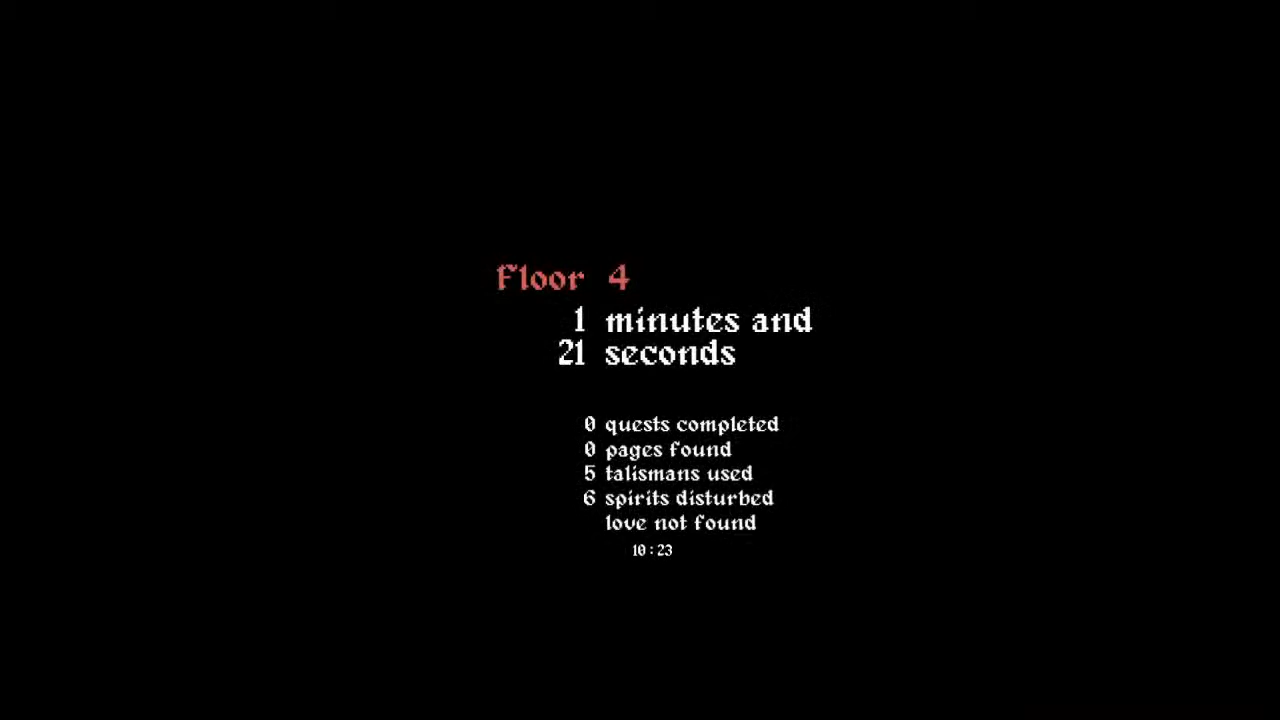 Floor 4
1 minutes and
21 seconds
0 quests completed
0 pages found
5 talismans used
6 spirits disturbed
love not found
10:23